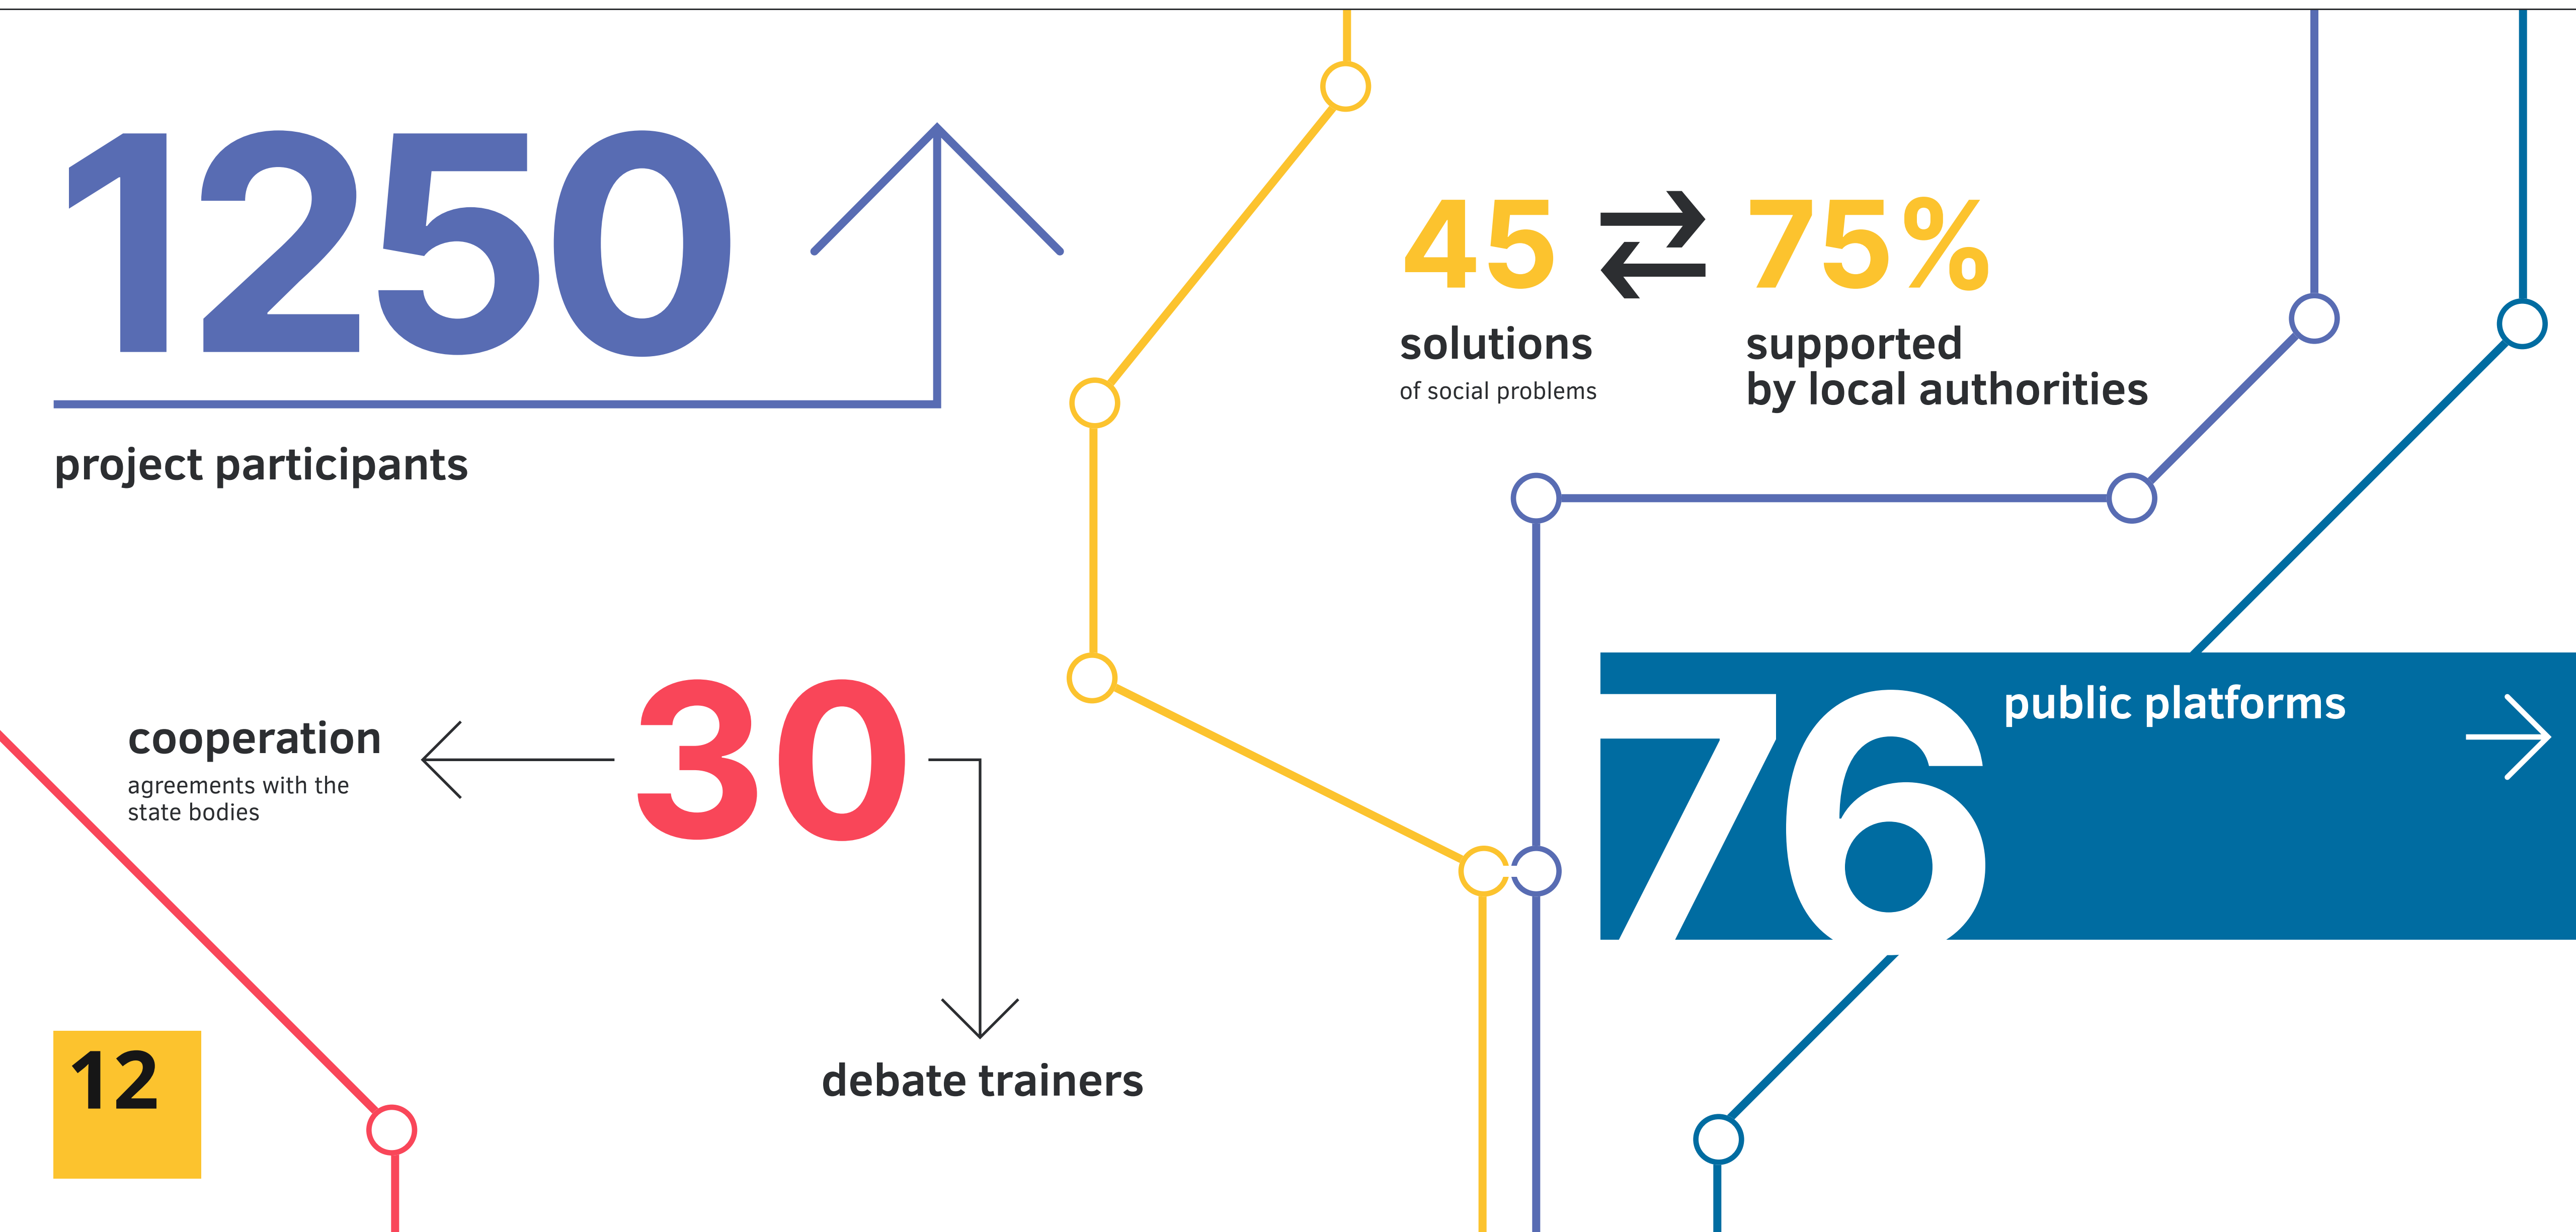 1250
project participants
45
75%
solutions
of social problems
supported
by local authorities
cooperation
agreements with the
state bodies
30
debate trainers
76
public platforms
12